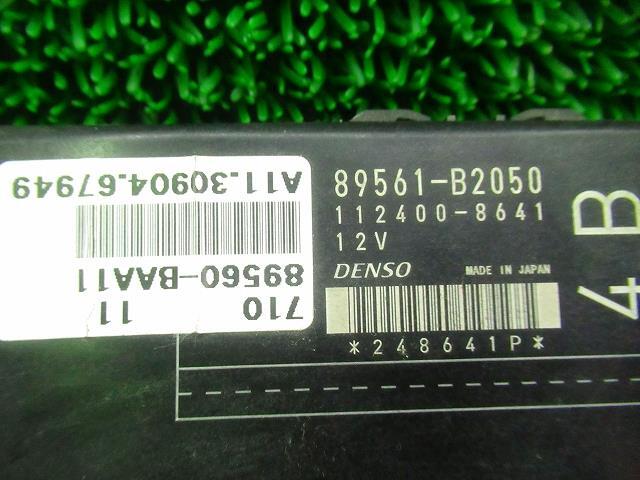 A11.30904.67949
89560-BAA11
710 11
89561-B2050
112400-8641
12V
DENSO MADE IN JAPAN
*248641P*
4B